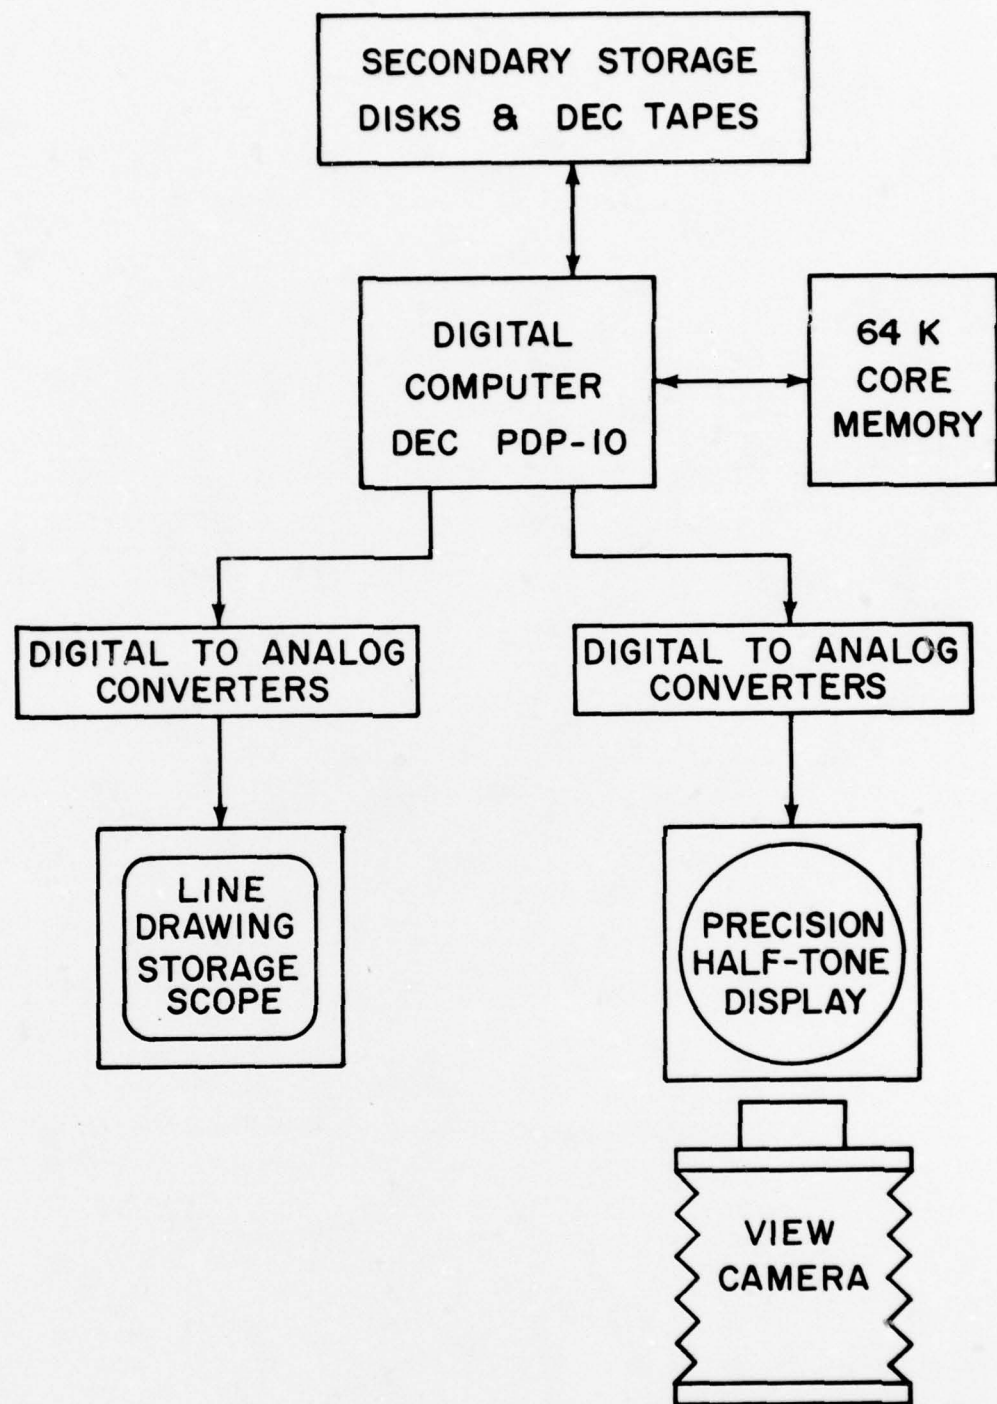 SECONDARY STORAGE
DISKS & DEC TAPES
DIGITAL
COMPUTER
DEC PDP-10
64 K
CORE
MEMORY
DIGITAL TO ANALOG
CONVERTERS
DIGITAL TO ANALOG
CONVERTERS
LINE
DRAWING
STORAGE
SCOPE
PRECISION
HALF-TONE
DISPLAY
VIEW
CAMERA